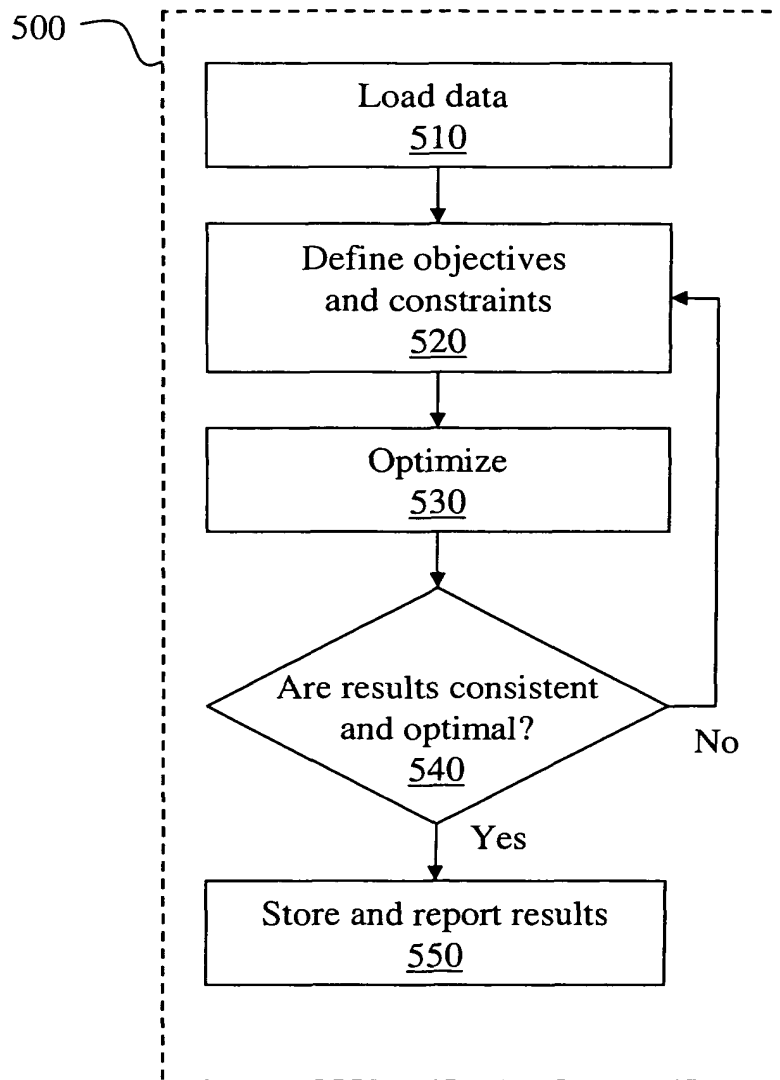 500
Load data
510
Define objectives
and constraints
520
Optimize
530
Are results consistent
and optimal?
540
No
Yes
Store and report results
550